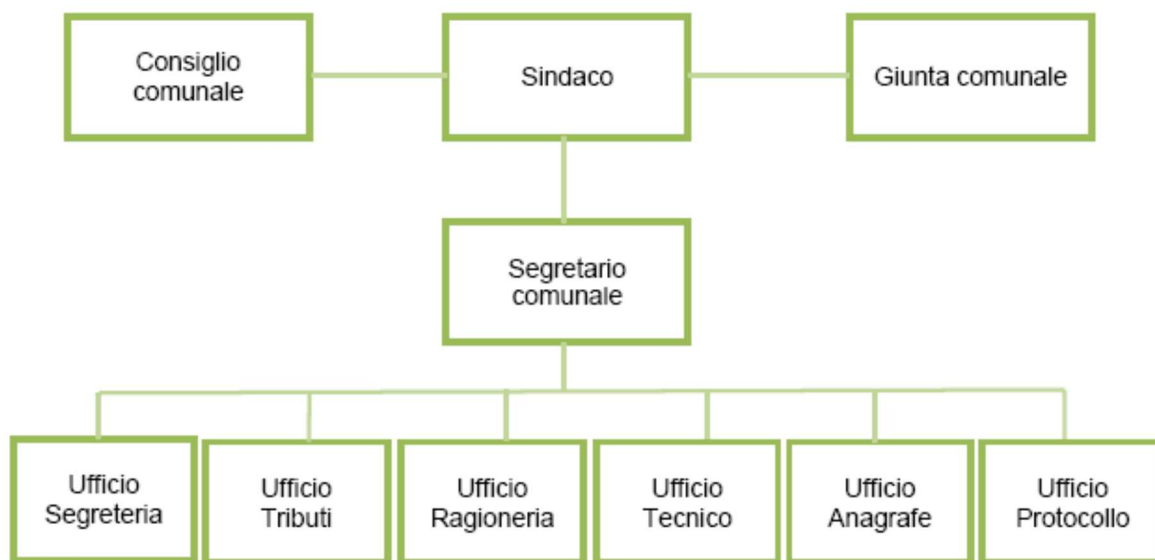 Consiglio
comunale
Sindaco
Giunta comunale
Segretario
comunale
Ufficio
Segreteria
Ufficio
Tributi
Ufficio
Ragioneria
Ufficio
Tecnico
Ufficio
Anagrafe
Ufficio
Protocollo